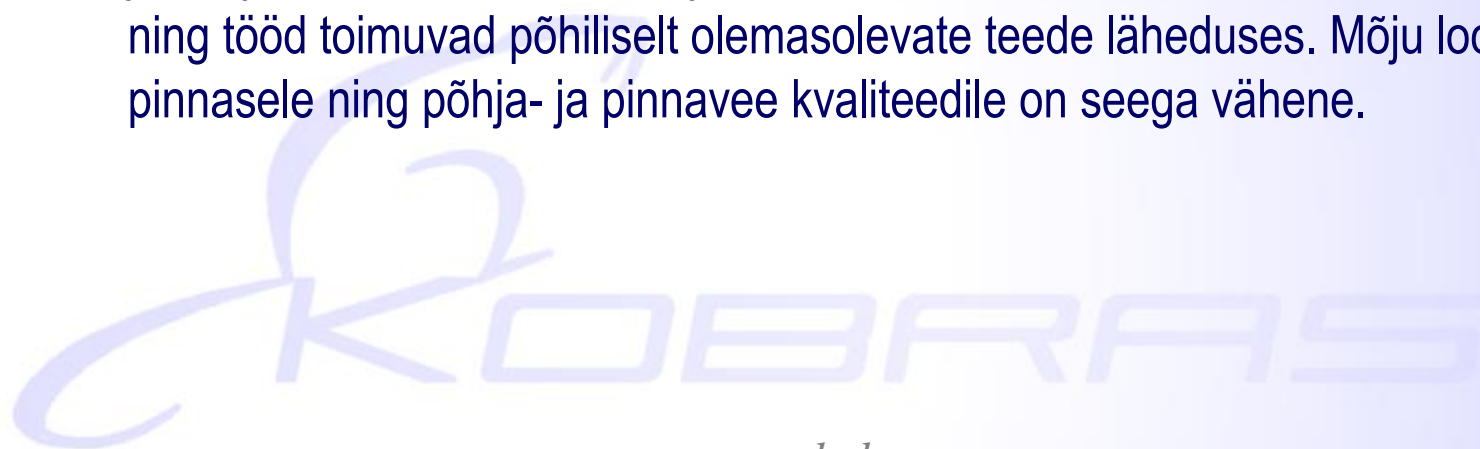 ning tööd toimuvad põhiliselt olemasolevate teede läheduses. Mõju
pinnasele ning põhja- ja pinnavee kvaliteedile on seega vähene.
KOBRAS